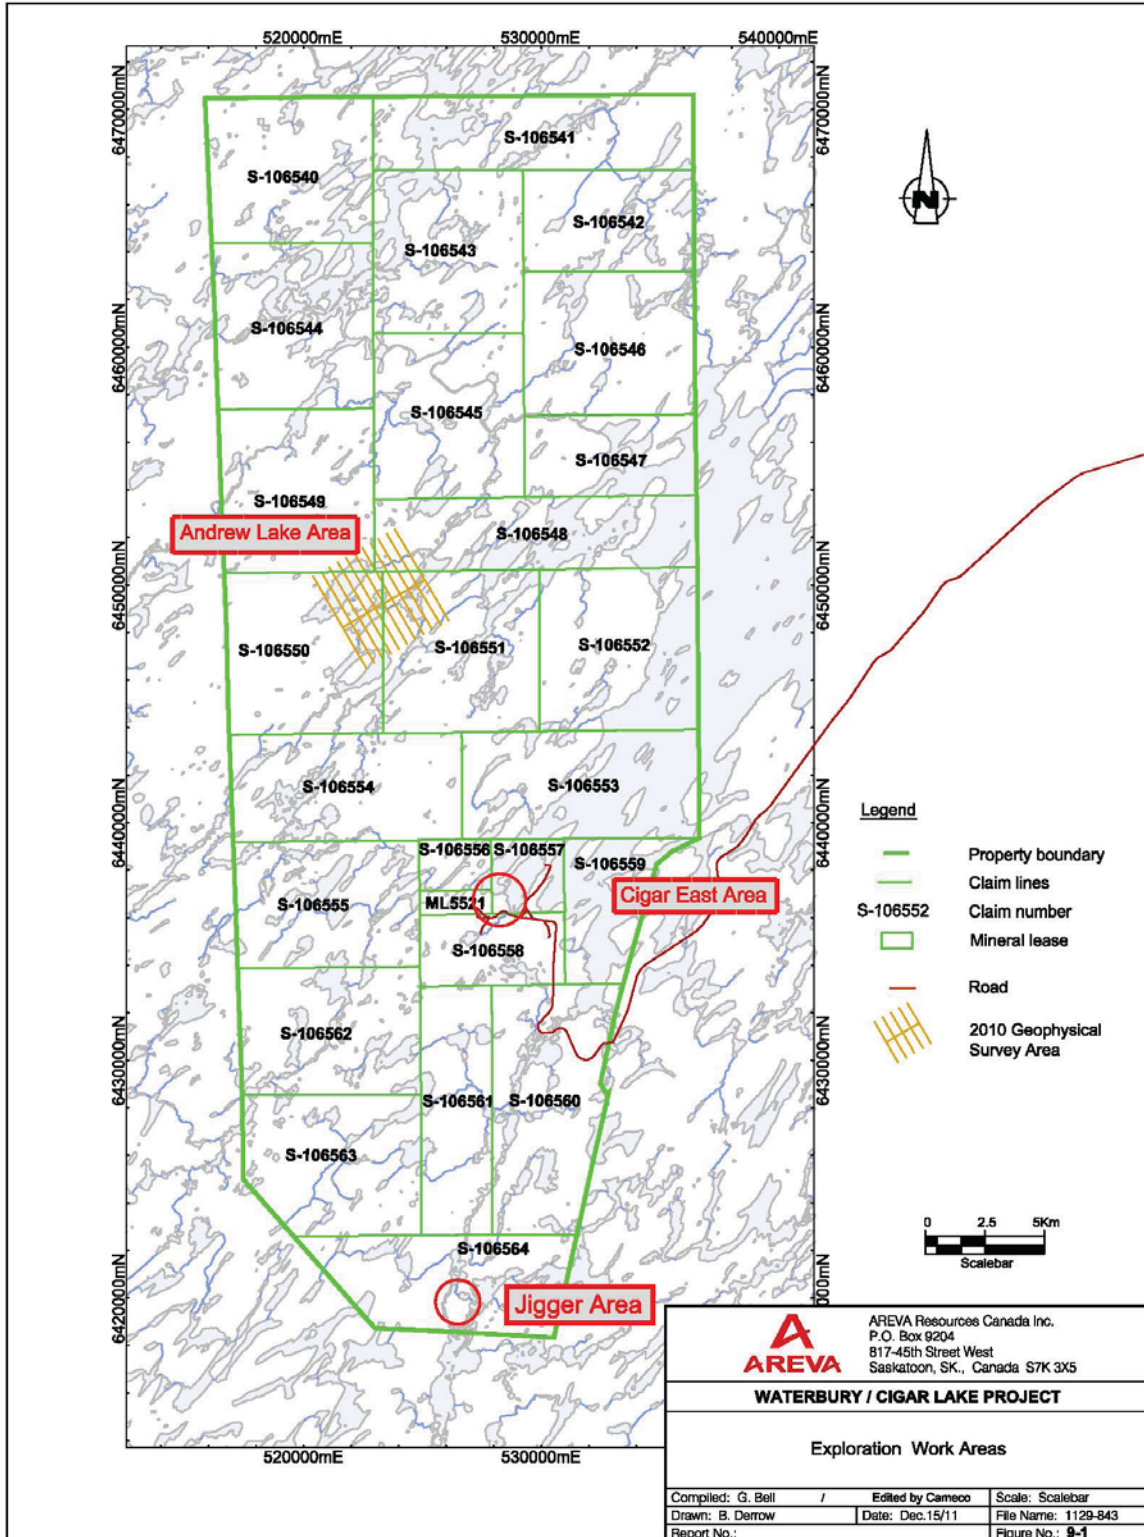 520000mE 530000mE 540000mE
6470000mN 6470000mN
S-106541
S-106540
S-106542
S-106543
S-106544
S-106546
6460000mN 6460000mN
S-106545
S-106547
S-106549
Andrew Lake Area
S-106548
6450000mN 6450000mN
S-106550 S-106551 S-106552
S-106554 S-106553
6440000mN 6440000mN
S-106556 S-106557
S-106559
S-106555 ML5521
Cigar East Area
S-106558
S-106562
6430000mN 6430000mN
S-106561 S-106560
S-106563
S-106564
Jigger Area
6420000mN 0000mN
520000mE 530000mE
N
Legend
Property boundary
Claim lines
S-106552 Claim number
Mineral lease
Road
2010 Geophysical
Survey Area
0 2.5 5Km
Scalebar
AREVA
AREVA Resources Canada Inc.
P.O. Box 9204
817-45th Street West
Saskatoon, SK., Canada S7K 3X5
WATERBURY / CIGAR LAKE PROJECT
Exploration Work Areas
Compiled: G. Bell / Edited by Cameco Scale: Scalebar
Drawn: B. Derrow Date: Dec.15/11 File Name: 1129-843
Report No.: Figure No.: 9-1